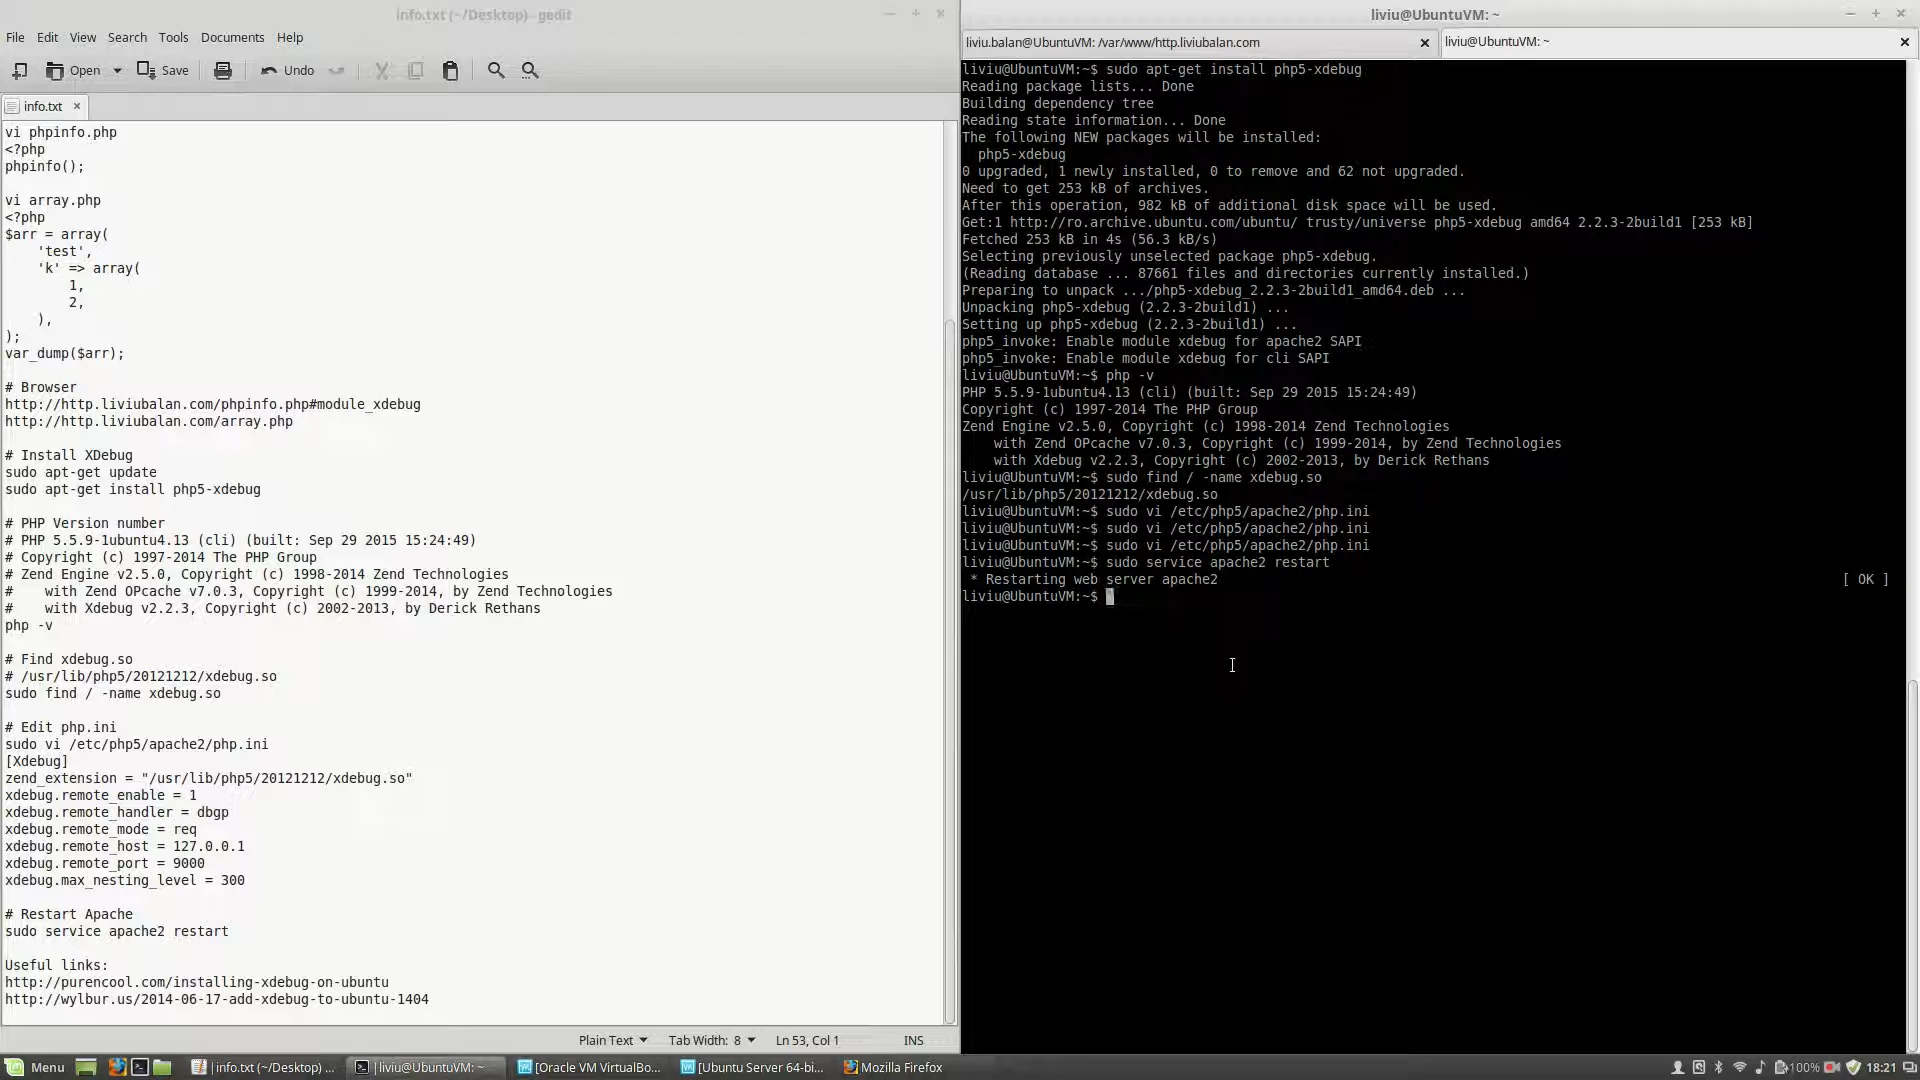 info.txt (~/Desktop) - gedit
File Edit View Search Tools Documents Help
Open Save Undo
info.txt
vi phpinfo.php
<?php
phpinfo();
vi array.php
<?php
$arr = array(
    'test',
    'k' => array(
        1,
        2,
    ),
);
var_dump($arr);
# Browser
http://http.liviubalan.com/phpinfo.php#module_xdebug
http://http.liviubalan.com/array.php
# Install XDebug
sudo apt-get update
sudo apt-get install php5-xdebug
# PHP Version number
# PHP 5.5.9-1ubuntu4.13 (cli) (built: Sep 29 2015 15:24:49)
# Copyright (c) 1997-2014 The PHP Group
# Zend Engine v2.5.0, Copyright (c) 1998-2014 Zend Technologies
#    with Zend OPcache v7.0.3, Copyright (c) 1999-2014, by Zend Technologies
#    with Xdebug v2.2.3, Copyright (c) 2002-2013, by Derick Rethans
php -v
# Find xdebug.so
# /usr/lib/php5/20121212/xdebug.so
sudo find / -name xdebug.so
# Edit php.ini
sudo vi /etc/php5/apache2/php.ini
[Xdebug]
zend_extension = "/usr/lib/php5/20121212/xdebug.so"
xdebug.remote_enable = 1
xdebug.remote_handler = dbgp
xdebug.remote_mode = req
xdebug.remote_host = 127.0.0.1
xdebug.remote_port = 9000
xdebug.max_nesting_level = 300
# Restart Apache
sudo service apache2 restart
Useful links:
http://purencool.com/installing-xdebug-on-ubuntu
http://wylbur.us/2014-06-17-add-xdebug-to-ubuntu-1404
Plain Text Tab Width: 8 Ln 53, Col 1 INS
liviu@UbuntuVM: ~
liviu.balan@UbuntuVM: /var/www/http.liviubalan.com
liviu@UbuntuVM: ~
liviu@UbuntuVM:~$ sudo apt-get install php5-xdebug
Reading package lists... Done
Building dependency tree
Reading state information... Done
The following NEW packages will be installed:
  php5-xdebug
0 upgraded, 1 newly installed, 0 to remove and 62 not upgraded.
Need to get 253 kB of archives.
After this operation, 982 kB of additional disk space will be used.
Get:1 http://ro.archive.ubuntu.com/ubuntu/ trusty/universe php5-xdebug amd64 2.2.3-2build1 [253 kB]
Fetched 253 kB in 4s (56.3 kB/s)
Selecting previously unselected package php5-xdebug.
(Reading database ... 87661 files and directories currently installed.)
Preparing to unpack .../php5-xdebug_2.2.3-2build1_amd64.deb ...
Unpacking php5-xdebug (2.2.3-2build1) ...
Setting up php5-xdebug (2.2.3-2build1) ...
php5_invoke: Enable module xdebug for apache2 SAPI
php5_invoke: Enable module xdebug for cli SAPI
liviu@UbuntuVM:~$ php -v
PHP 5.5.9-1ubuntu4.13 (cli) (built: Sep 29 2015 15:24:49)
Copyright (c) 1997-2014 The PHP Group
Zend Engine v2.5.0, Copyright (c) 1998-2014 Zend Technologies
    with Zend OPcache v7.0.3, Copyright (c) 1999-2014, by Zend Technologies
    with Xdebug v2.2.3, Copyright (c) 2002-2013, by Derick Rethans
liviu@UbuntuVM:~$ sudo find / -name xdebug.so
/usr/lib/php5/20121212/xdebug.so
liviu@UbuntuVM:~$ sudo vi /etc/php5/apache2/php.ini
liviu@UbuntuVM:~$ sudo vi /etc/php5/apache2/php.ini
liviu@UbuntuVM:~$ sudo vi /etc/php5/apache2/php.ini
liviu@UbuntuVM:~$ sudo service apache2 restart
 * Restarting web server apache2 [ OK ]
liviu@UbuntuVM:~$
Menu info.txt (~/Desktop) ... liviu@UbuntuVM: ~ [Oracle VM VirtualBo... [Ubuntu Server 64-bi... Mozilla Firefox 100% 18:21